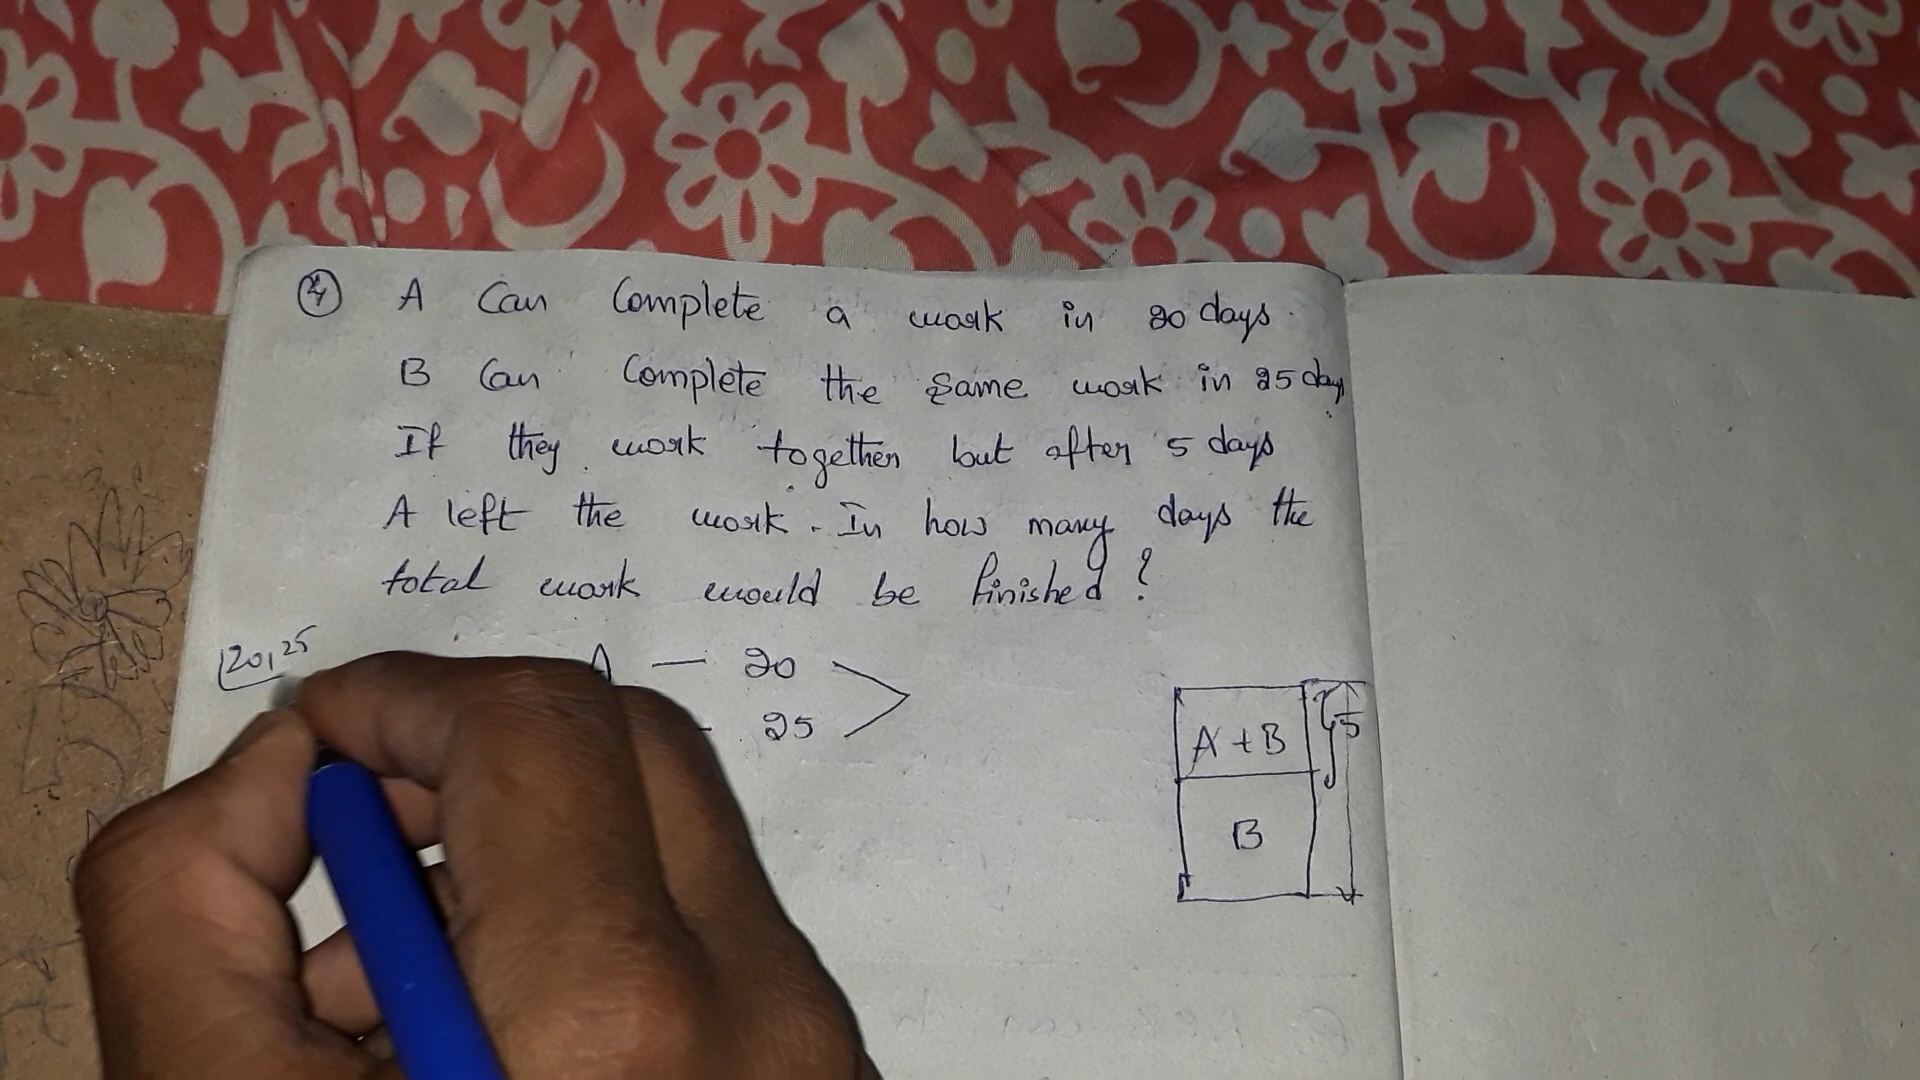 4 A Can Complete a work in 20 days.
B Can Complete the same work in 25 days
If they work together but after 5 days
A left the work. In how many days the
total work would be finished?
20, 25
A — 20
— 25
A + B
5
B